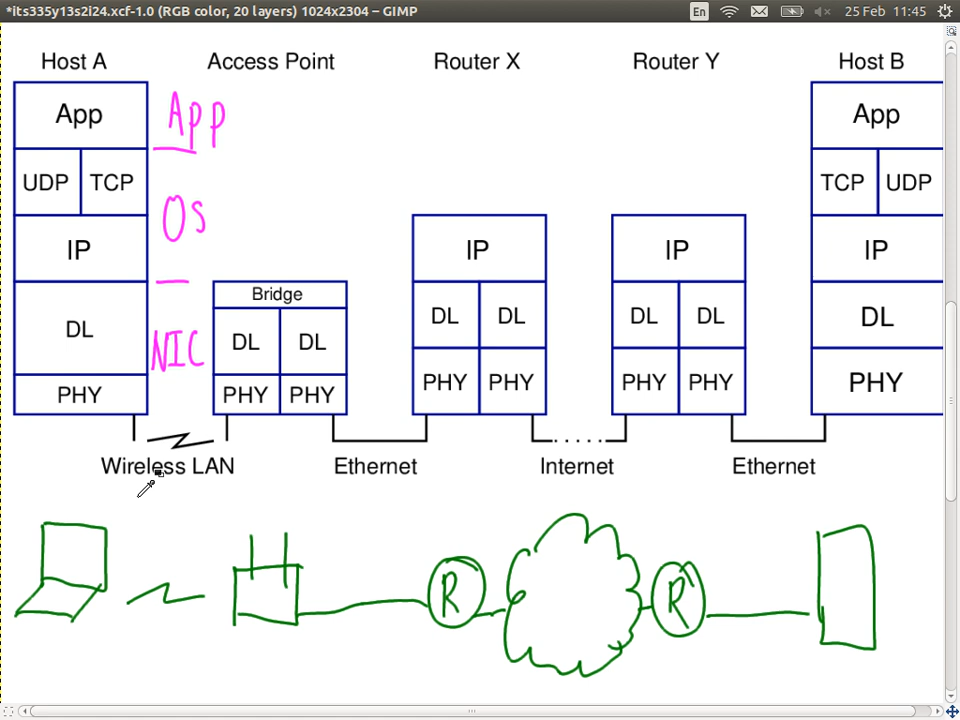 *its335y13s2i24.xcf-1.0 (RGB color, 20 layers) 1024x2304 – GIMP
En
25 Feb 11:45
Host A Access Point Router X Router Y Host B
App App App
UDP TCP TCP UDP
OS
IP IP IP IP
Bridge
DL DL DL DL DL DL DL DL
NIC
PHY PHY PHY PHY PHY PHY PHY PHY
Wireless LAN Ethernet Internet Ethernet
R R